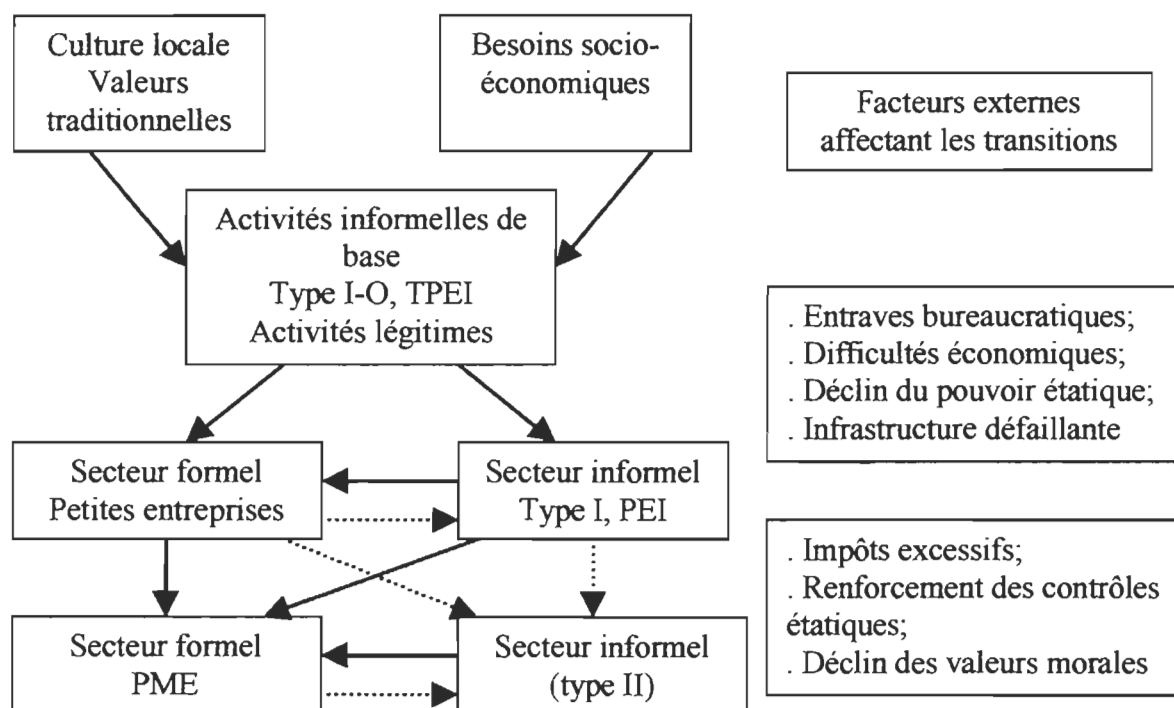 Culture locale
Valeurs
traditionnelles
Besoins socio-
économiques
Facteurs externes
affectant les transitions
Activités informelles de
base
Type I-O, TPEI
Activités légitimes
. Entraves bureaucratiques;
. Difficultés économiques;
. Déclin du pouvoir étatique;
. Infrastructure défaillante
Secteur formel
Petites entreprises
Secteur informel
Type I, PEI
. Impôts excessifs;
. Renforcement des contrôles
étatiques;
. Déclin des valeurs morales
Secteur formel
PME
Secteur informel
(type II)